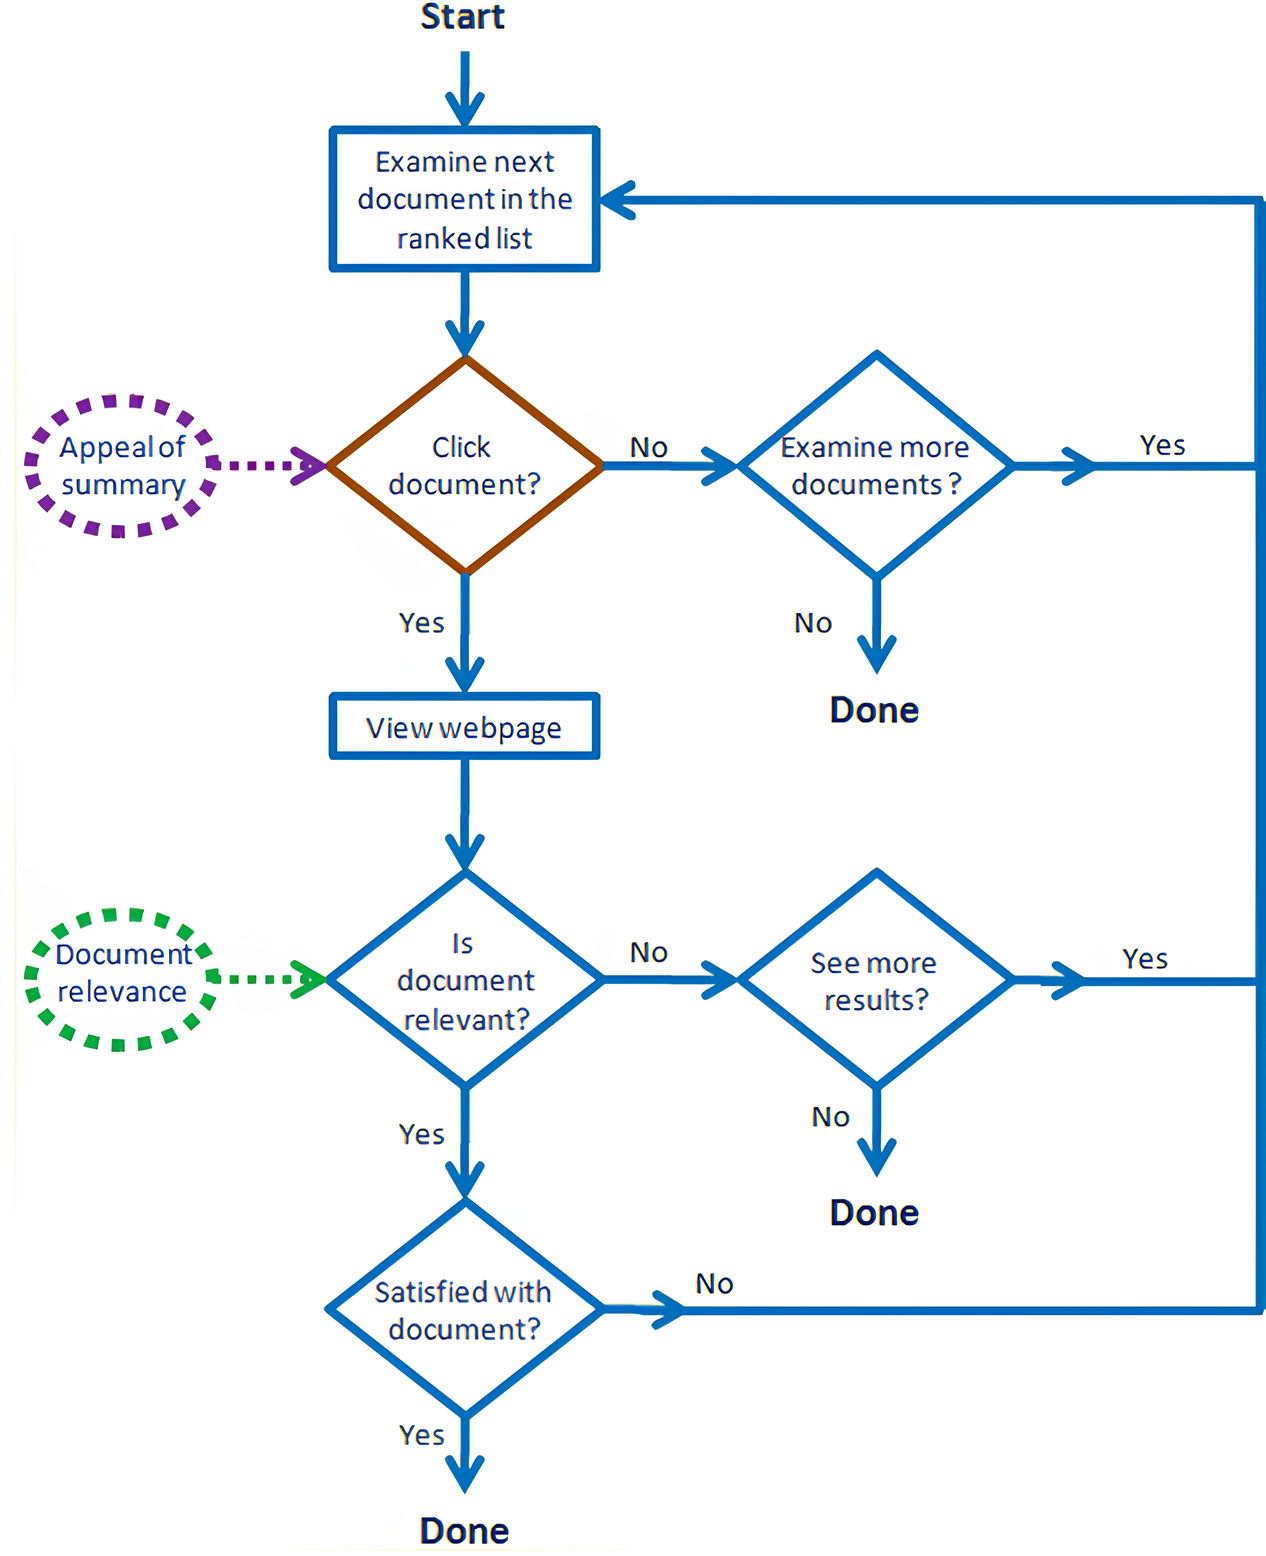 Start
Examine next
document in the
ranked list
Appeal of
summary
Click
document?
No
Examine more
documents ?
Yes
Yes
No
Done
View webpage
Document
relevance
Is
document
relevant?
No
See more
results?
Yes
Yes
No
Done
Satisfied with
document?
No
Yes
Done